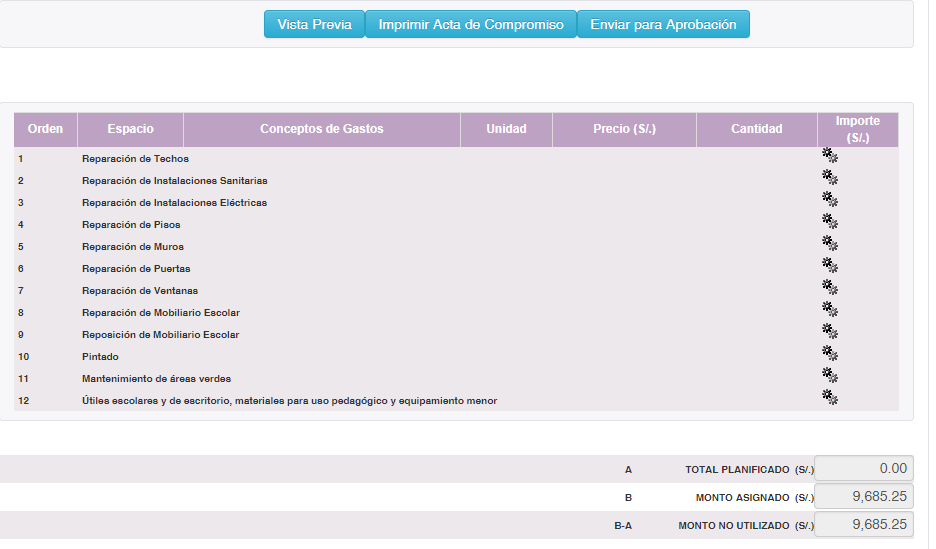 Vista Previa Imprimir Acta de Compromiso Enviar para Aprobación
Orden Espacio Conceptos de Gastos Unidad Precio (S/.) Cantidad Importe (S/.)
1 Reparación de Techos
2 Reparación de Instalaciones Sanitarias
3 Reparación de Instalaciones Eléctricas
4 Reparación de Pisos
5 Reparación de Muros
6 Reparación de Puertas
7 Reparación de Ventanas
8 Reparación de Mobiliario Escolar
9 Reposición de Mobiliario Escolar
10 Pintado
11 Mantenimiento de áreas verdes
12 Útiles escolares y de escritorio, materiales para uso pedagógico y equipamiento menor
A TOTAL PLANIFICADO (S/.) 0.00
B MONTO ASIGNADO (S/.) 9,685.25
B-A MONTO NO UTILIZADO (S/.) 9,685.25